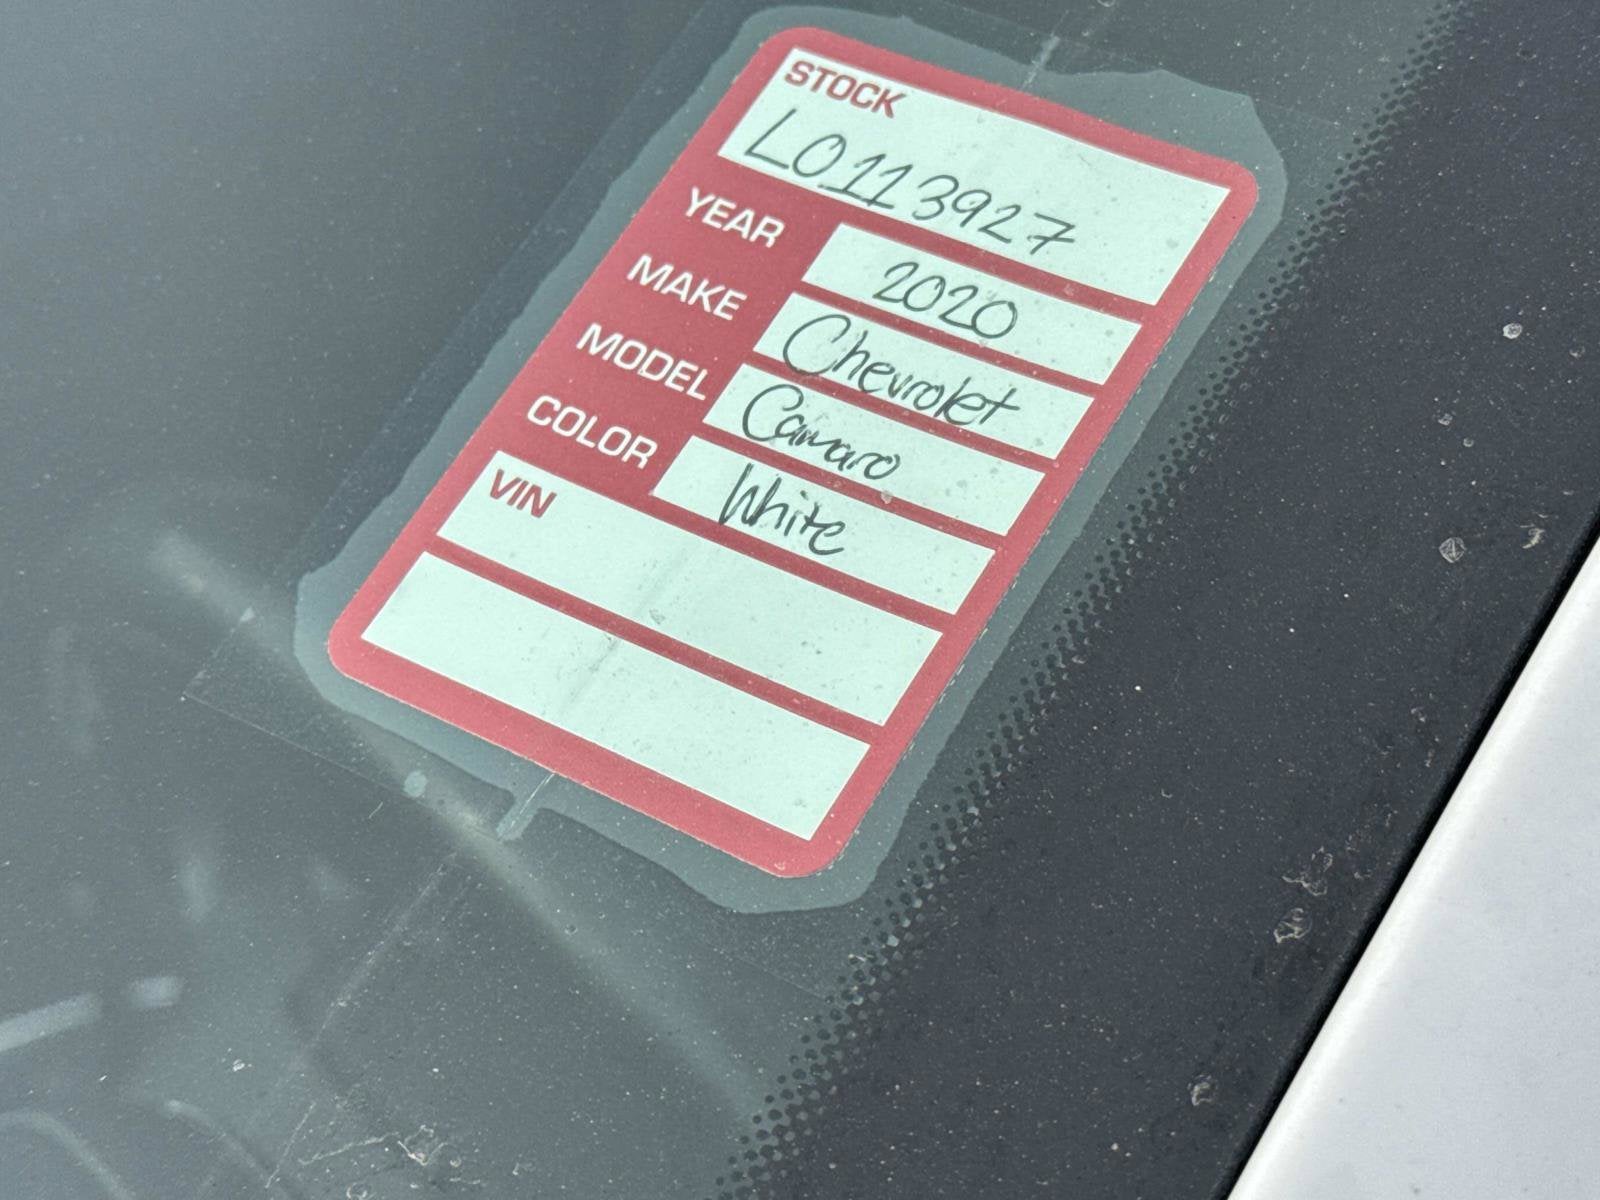 STOCK
L0113927
YEAR 2020
MAKE Chevrolet
MODEL Camaro
COLOR White
VIN